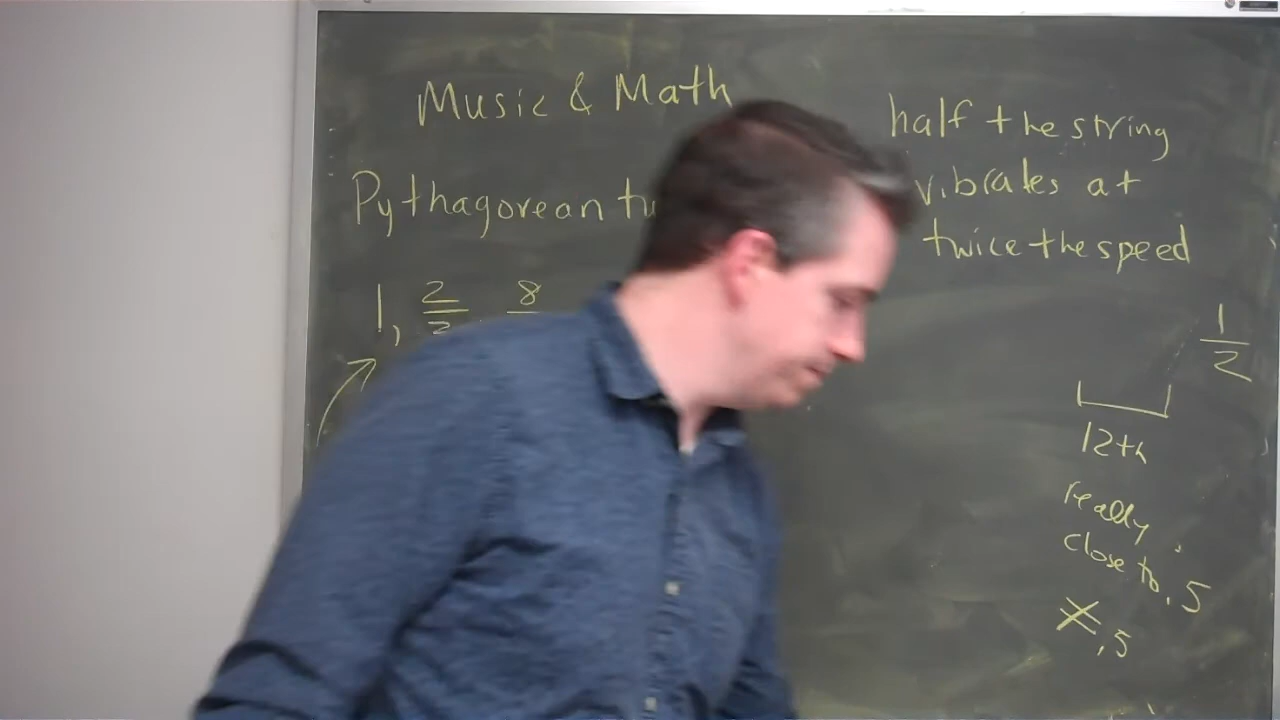 Music & Math
Pythagorean tu
1, 2/3 8
half the string
vibrates at
twice the speed
1/2
12th
really
close to .5
.5